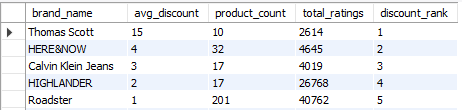 brand_name avg_discount product_count total_ratings discount_rank
Thomas Scott 15 10 2614 1
HERE&NOW 4 32 4645 2
Calvin Klein Jeans 3 17 4019 3
HIGHLANDER 2 17 26768 4
Roadster 1 201 40762 5